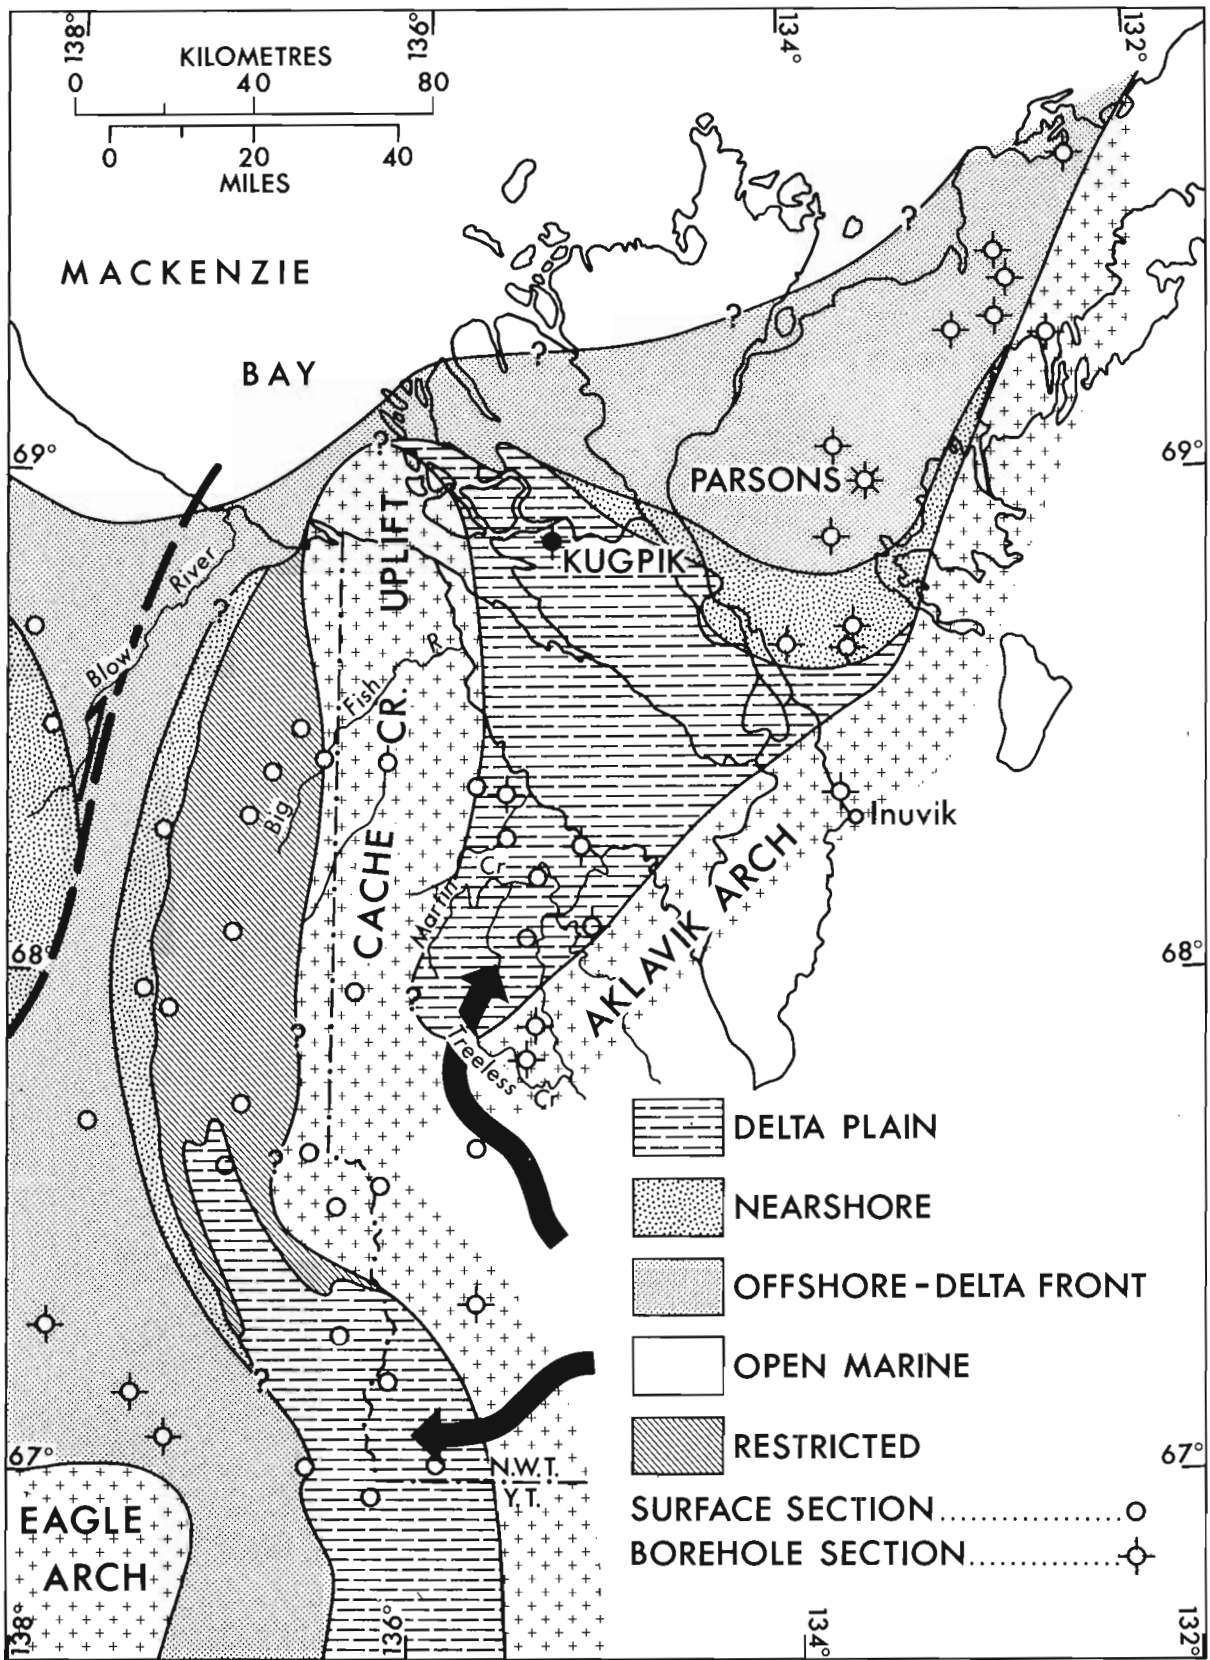 138°
136°
134°
132°
KILOMETRES
0 40 80
0 20 40
MILES
MACKENZIE
BAY
?
?
?
?
69°
69°
PARSONS
UPLIFT
KUGPIK
River
?
Blow
R.
Fish
CR.
Big
Inuvik
CACHE
Cr.
Martin
AKLAVIK ARCH
68°
68°
?
?
Treeless
Cr.
DELTA PLAIN
?
NEARSHORE
OFFSHORE – DELTA FRONT
OPEN MARINE
?
RESTRICTED
67°
67°
N.W.T.
Y.T.
EAGLE
ARCH
SURFACE SECTION
BOREHOLE SECTION
138°
136°
134°
132°